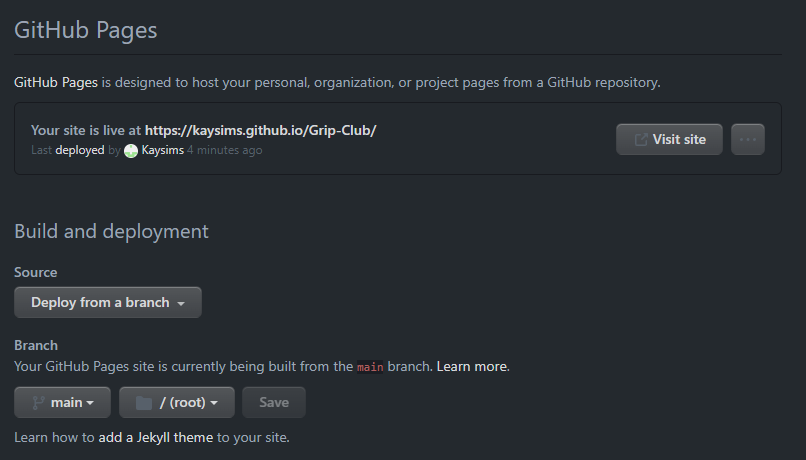 GitHub Pages
GitHub Pages is designed to host your personal, organization, or project pages from a GitHub repository.
Your site is live at https://kaysims.github.io/Grip-Club/
Last deployed by Kaysims 4 minutes ago
Visit site
Build and deployment
Source
Deploy from a branch
Branch
Your GitHub Pages site is currently being built from the main branch. Learn more.
main / (root) Save
Learn how to add a Jekyll theme to your site.